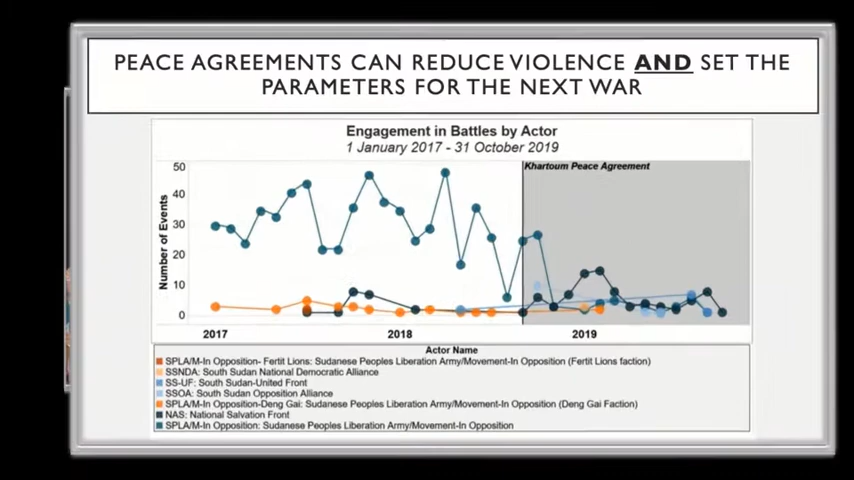 PEACE AGREEMENTS CAN REDUCE VIOLENCE AND SET THE
PARAMETERS FOR THE NEXT WAR
Engagement in Battles by Actor
1 January 2017 - 31 October 2019
Khartoum Peace Agreement
Number of Events
50
40
30
20
10
0
2017 2018 2019
Actor Name
SPLA/M-In Opposition- Fertit Lions: Sudanese Peoples Liberation Army/Movement-In Opposition (Fertit Lions faction)
SSNDA: South Sudan National Democratic Alliance
SS-UF: South Sudan-United Front
SSOA: South Sudan Opposition Alliance
SPLA/M-In Opposition-Deng Gai: Sudanese Peoples Liberation Army/Movement-In Opposition (Deng Gai Faction)
NAS: National Salvation Front
SPLA/M-In Opposition: Sudanese Peoples Liberation Army/Movement-In Opposition